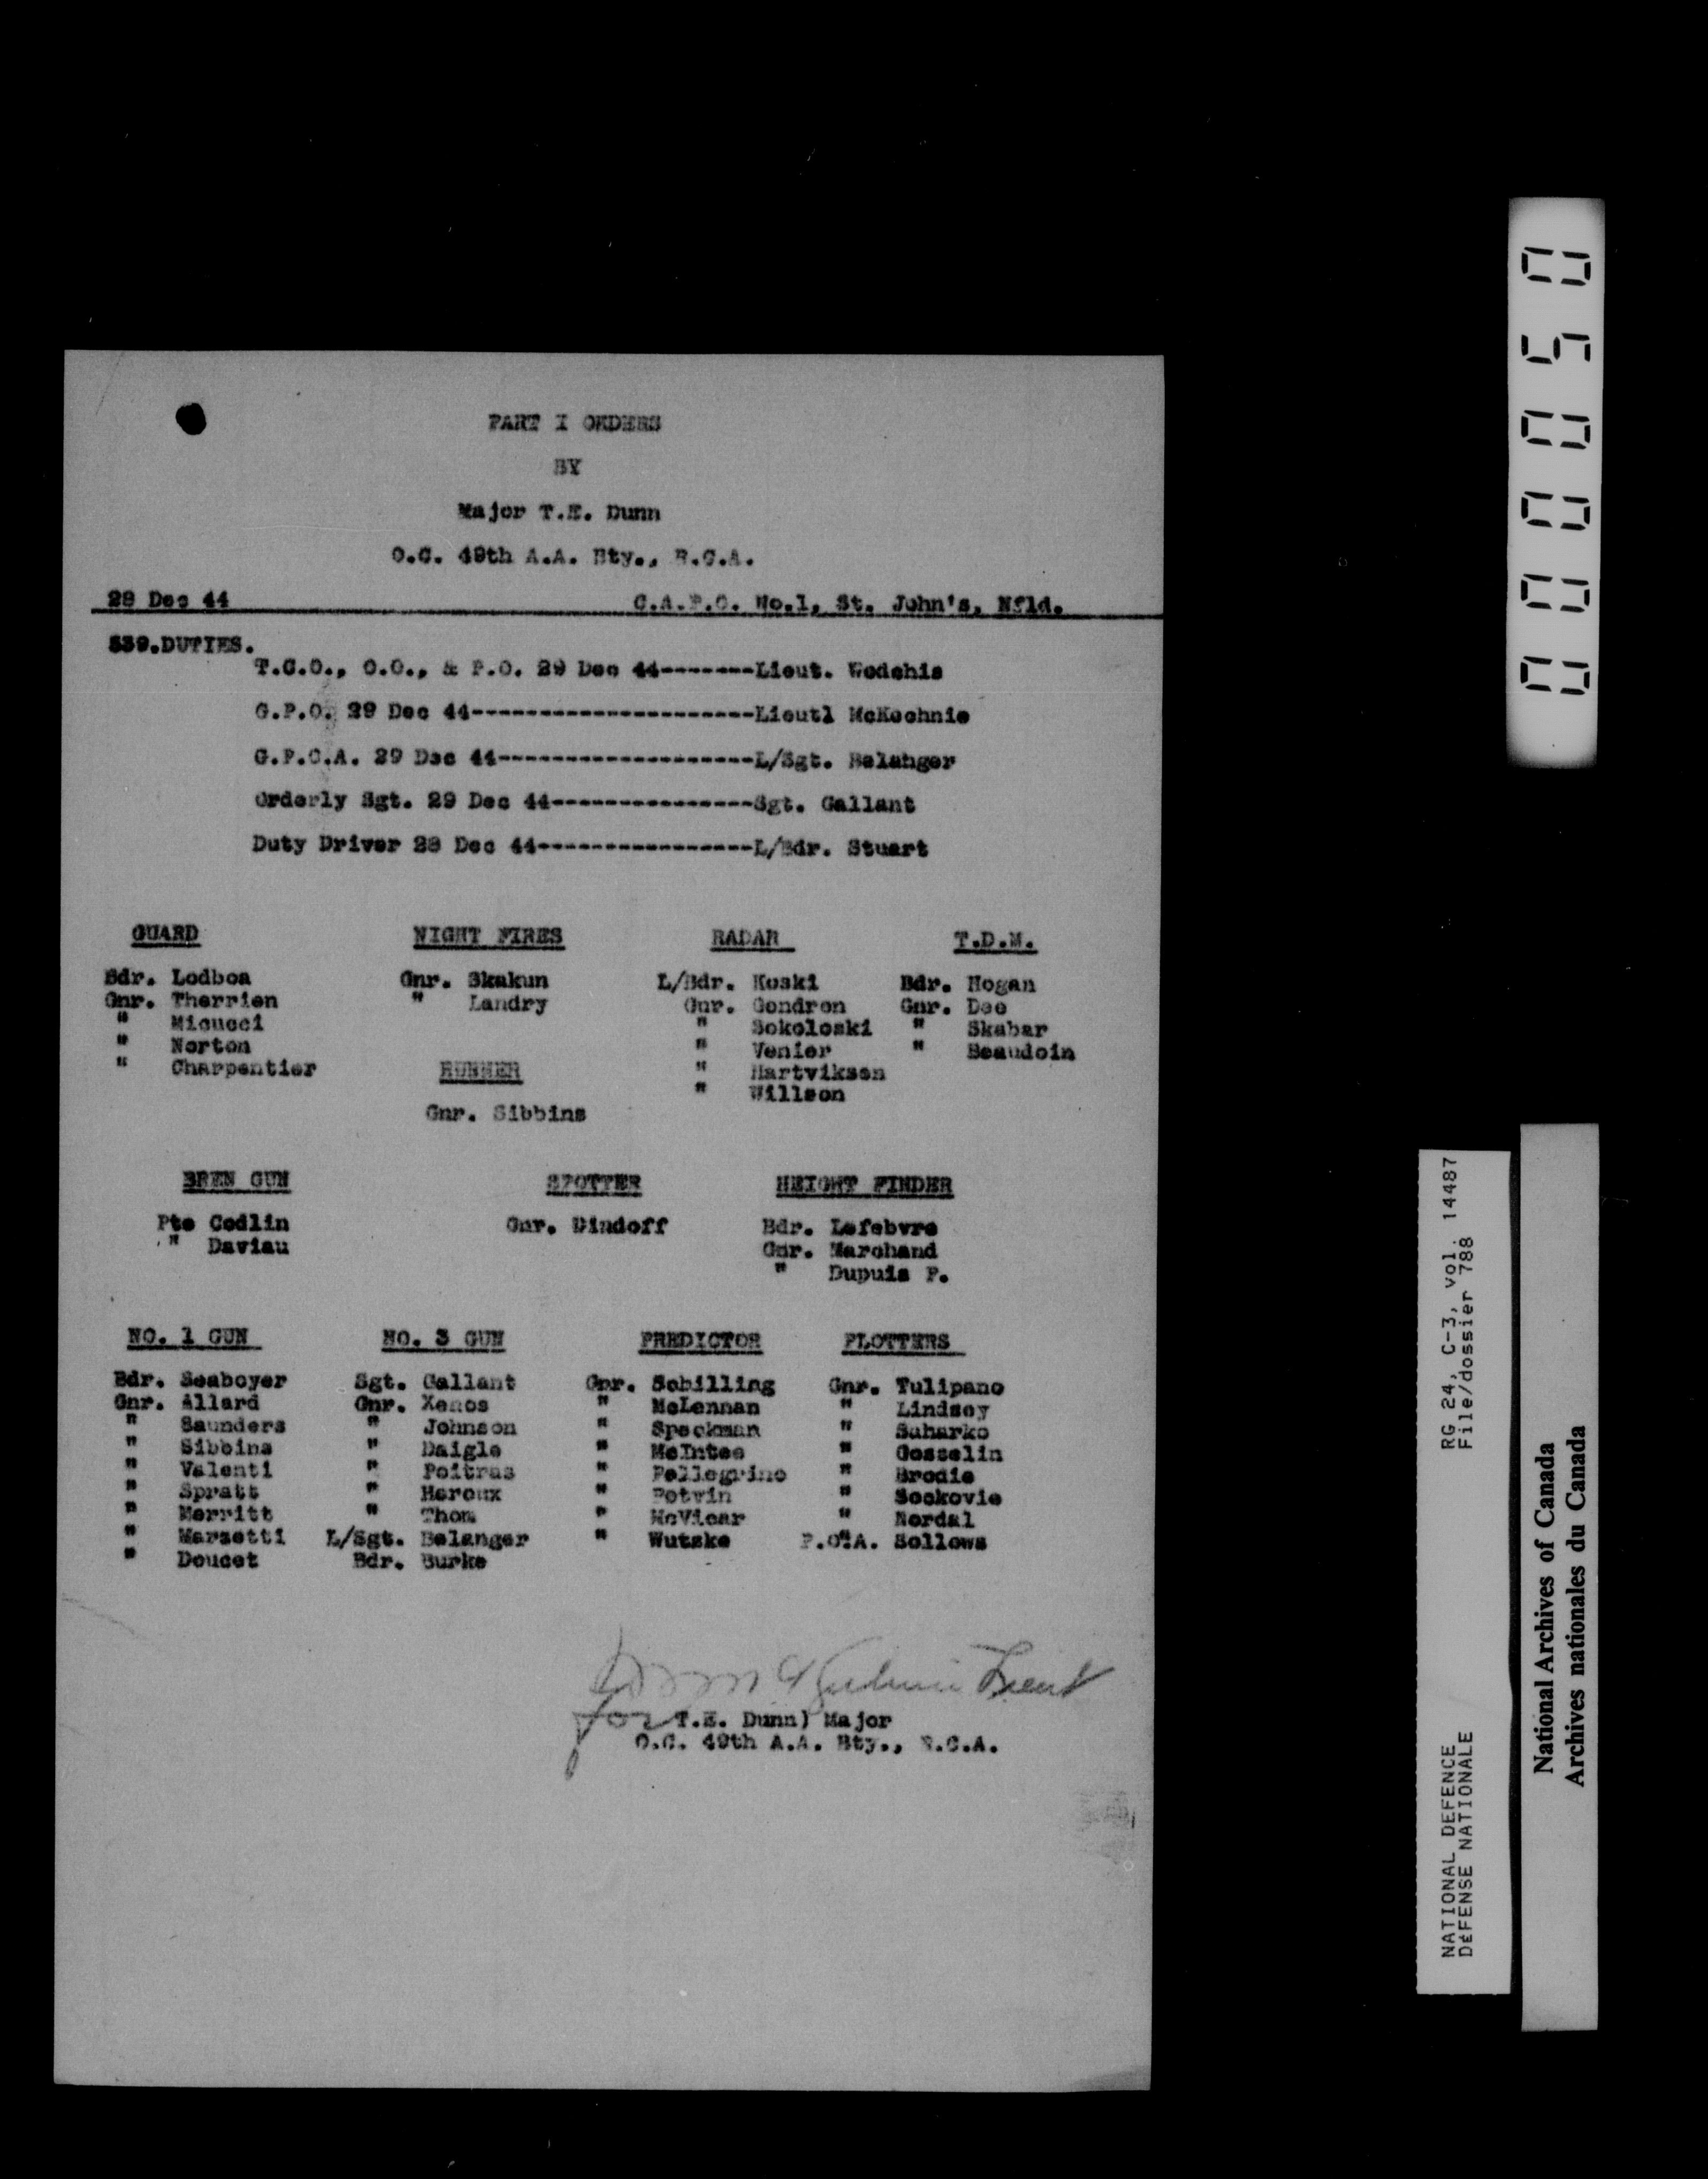 PART I ORDERS
BY
Major T.E. Dunn
O.C. 49th A.A. Bty., R.C.A.
28 Dec 44 C.A.P.O. No.1, St. John's, Nfld.
539.DUTIES.
T.C.O., O.O., & P.O. 29 Dec 44-------Lieut. Wodehis
G.P.O. 29 Dec 44---------------------Lieutl McKechnie
G.P.O.A. 29 Dec 44-------------------L/Sgt. Belanger
Orderly Sgt. 29 Dec 44---------------Sgt. Gallant
Duty Driver 28 Dec 44----------------L/Bdr. Stuart
GUARD NIGHT FIRES RADAR T.D.M.
Bdr. Lodboa Gnr. Skakun L/Bdr. Koski Bdr. Hogan
Gnr. Therrien " Landry Gnr. Gendron Gnr. Dee
" Micucci " Sokoloski " Skabar
" Norton " Venier " Beaudoin
" Charpentier RUNNER " Hartviksen
" Willson
Gnr. Sibbins
BREN GUN SPOTTER HEIGHT FINDER
Pte Codlin Gnr. Dindoff Bdr. Lefebvre
" Daviau Gnr. Marchand
" Dupuis P.
NO. 1 GUN NO. 3 GUN PREDICTOR PLOTTERS
Bdr. Seaboyer Sgt. Gallant Gnr. Schilling Gnr. Tulipano
Gnr. Allard Gnr. Xenos " McLennan " Lindsey
" Saunders " Johnson " Speckman " Suharko
" Sibbins " Daigle " McIntee " Gosselin
" Valenti " Poitras " Pellegrino " Brodie
" Spratt " Heroux " Potvin " Sockovie
" Merritt " Thom " McVicar " Nordal
" Marzetti L/Sgt. Belanger " Wutzke P.O.A. Sollows
" Doucet Bdr. Burke
Lieut
for T.E. Dunn) Major
O.C. 49th A.A. Bty., R.C.A.
000050
NATIONAL DEFENCE RG 24, C-3, vol. 14487
DÉFENSE NATIONALE File/dossier 788
National Archives of Canada
Archives nationales du Canada